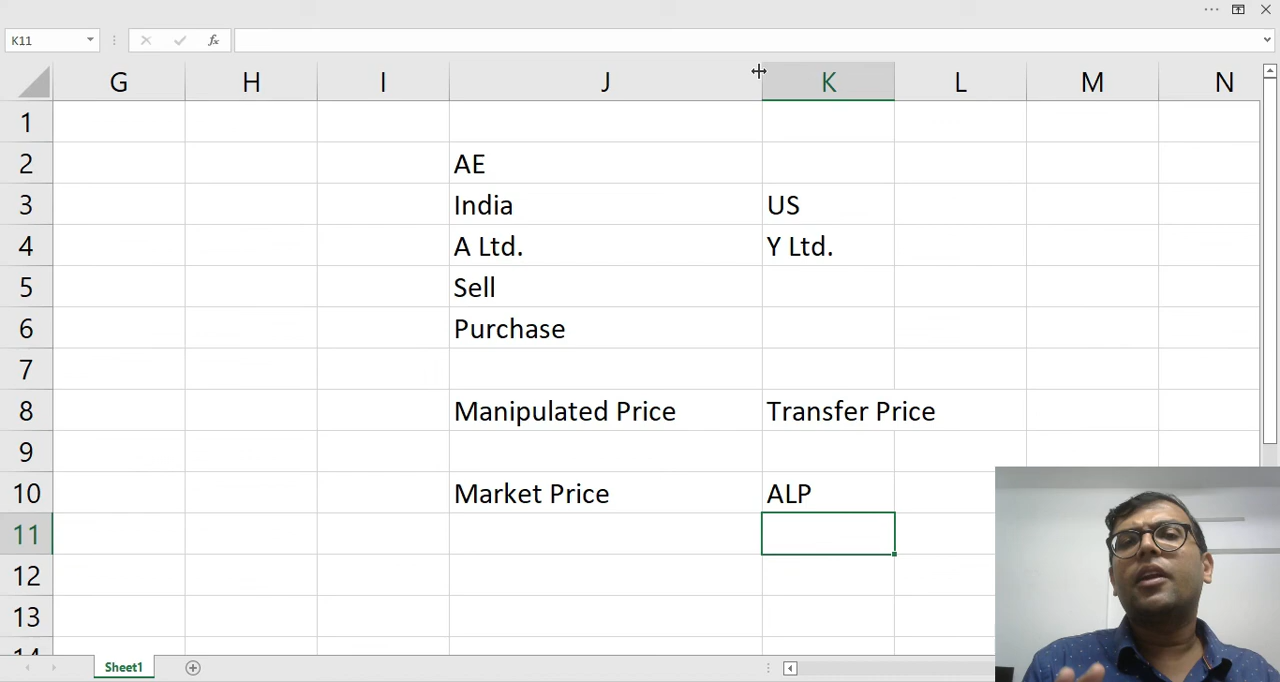 K11
fx
G H I J K L M N
1
2 AE
3 India US
4 A Ltd. Y Ltd.
5 Sell
6 Purchase
7
8 Manipulated Price Transfer Price
9
10 Market Price ALP
11
12
13
14
Sheet1